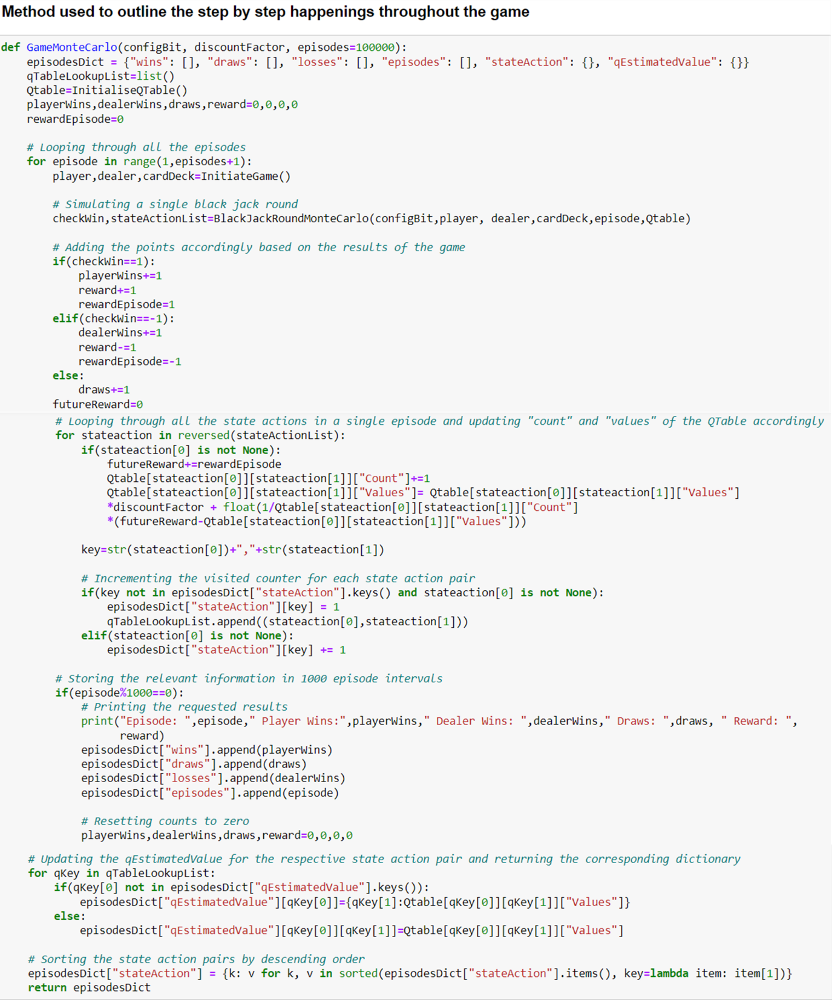 Method used to outline the step by step happenings throughout the game
def GameMonteCarlo(configBit, discountFactor, episodes=100000):
    episodesDict = {"wins": [], "draws": [], "losses": [], "episodes": [], "stateAction": {}, "qEstimatedValue": {}}
    qTableLookupList=list()
    Qtable=InitialiseQTable()
    playerWins,dealerWins,draws,reward=0,0,0,0
    rewardEpisode=0

    # Looping through all the episodes
    for episode in range(1,episodes+1):
        player,dealer,cardDeck=InitiateGame()

        # Simulating a single black jack round
        checkWin,stateActionList=BlackJackRoundMonteCarlo(configBit,player, dealer,cardDeck,episode,Qtable)

        # Adding the points accordingly based on the results of the game
        if(checkWin==1):
            playerWins+=1
            reward+=1
            rewardEpisode=1
        elif(checkWin==-1):
            dealerWins+=1
            reward-=1
            rewardEpisode=-1
        else:
            draws+=1
        futureReward=0
        # Looping through all the state actions in a single episode and updating "count" and "values" of the QTable accordingly
        for stateaction in reversed(stateActionList):
            if(stateaction[0] is not None):
                futureReward+=rewardEpisode
                Qtable[stateaction[0]][stateaction[1]]["Count"]+=1
                Qtable[stateaction[0]][stateaction[1]]["Values"]= Qtable[stateaction[0]][stateaction[1]]["Values"]
                *discountFactor + float(1/Qtable[stateaction[0]][stateaction[1]]["Count"]
                *(futureReward-Qtable[stateaction[0]][stateaction[1]]["Values"]))

            key=str(stateaction[0])+","+str(stateaction[1])

            # Incrementing the visited counter for each state action pair
            if(key not in episodesDict["stateAction"].keys() and stateaction[0] is not None):
                episodesDict["stateAction"][key] = 1
                qTableLookupList.append((stateaction[0],stateaction[1]))
            elif(stateaction[0] is not None):
                episodesDict["stateAction"][key] += 1

        # Storing the relevant information in 1000 episode intervals
        if(episode%1000==0):
            # Printing the requested results
            print("Episode: ",episode," Player Wins:",playerWins," Dealer Wins: ",dealerWins," Draws: ",draws, " Reward: ",
                  reward)
            episodesDict["wins"].append(playerWins)
            episodesDict["draws"].append(draws)
            episodesDict["losses"].append(dealerWins)
            episodesDict["episodes"].append(episode)

            # Resetting counts to zero
            playerWins,dealerWins,draws,reward=0,0,0,0
    # Updating the qEstimatedValue for the respective state action pair and returning the corresponding dictionary
    for qKey in qTableLookupList:
        if(qKey[0] not in episodesDict["qEstimatedValue"].keys()):
            episodesDict["qEstimatedValue"][qKey[0]]={qKey[1]:Qtable[qKey[0]][qKey[1]]["Values"]}
        else:
            episodesDict["qEstimatedValue"][qKey[0]][qKey[1]]=Qtable[qKey[0]][qKey[1]]["Values"]

    # Sorting the state action pairs by descending order
    episodesDict["stateAction"] = {k: v for k, v in sorted(episodesDict["stateAction"].items(), key=lambda item: item[1])}
    return episodesDict